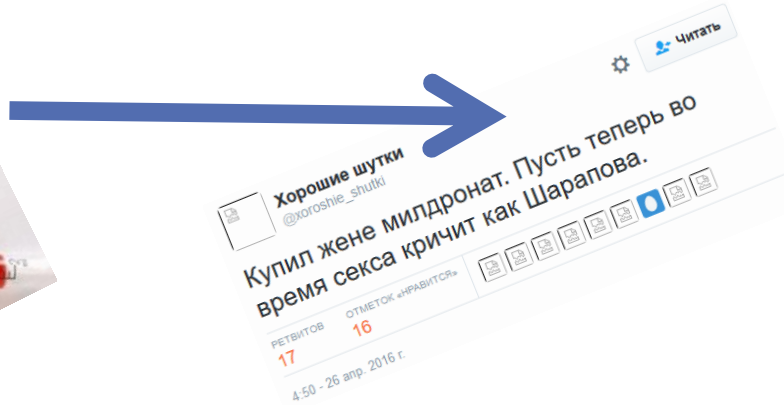 Читать
Хорошие шутки
@xoroshie_shutki
Купил жене милдронат. Пусть теперь во
время секса кричит как Шарапова.
РЕТВИТОВ
17
ОТМЕТОК «НРАВИТСЯ»
16
4:50 - 26 апр. 2016 г.